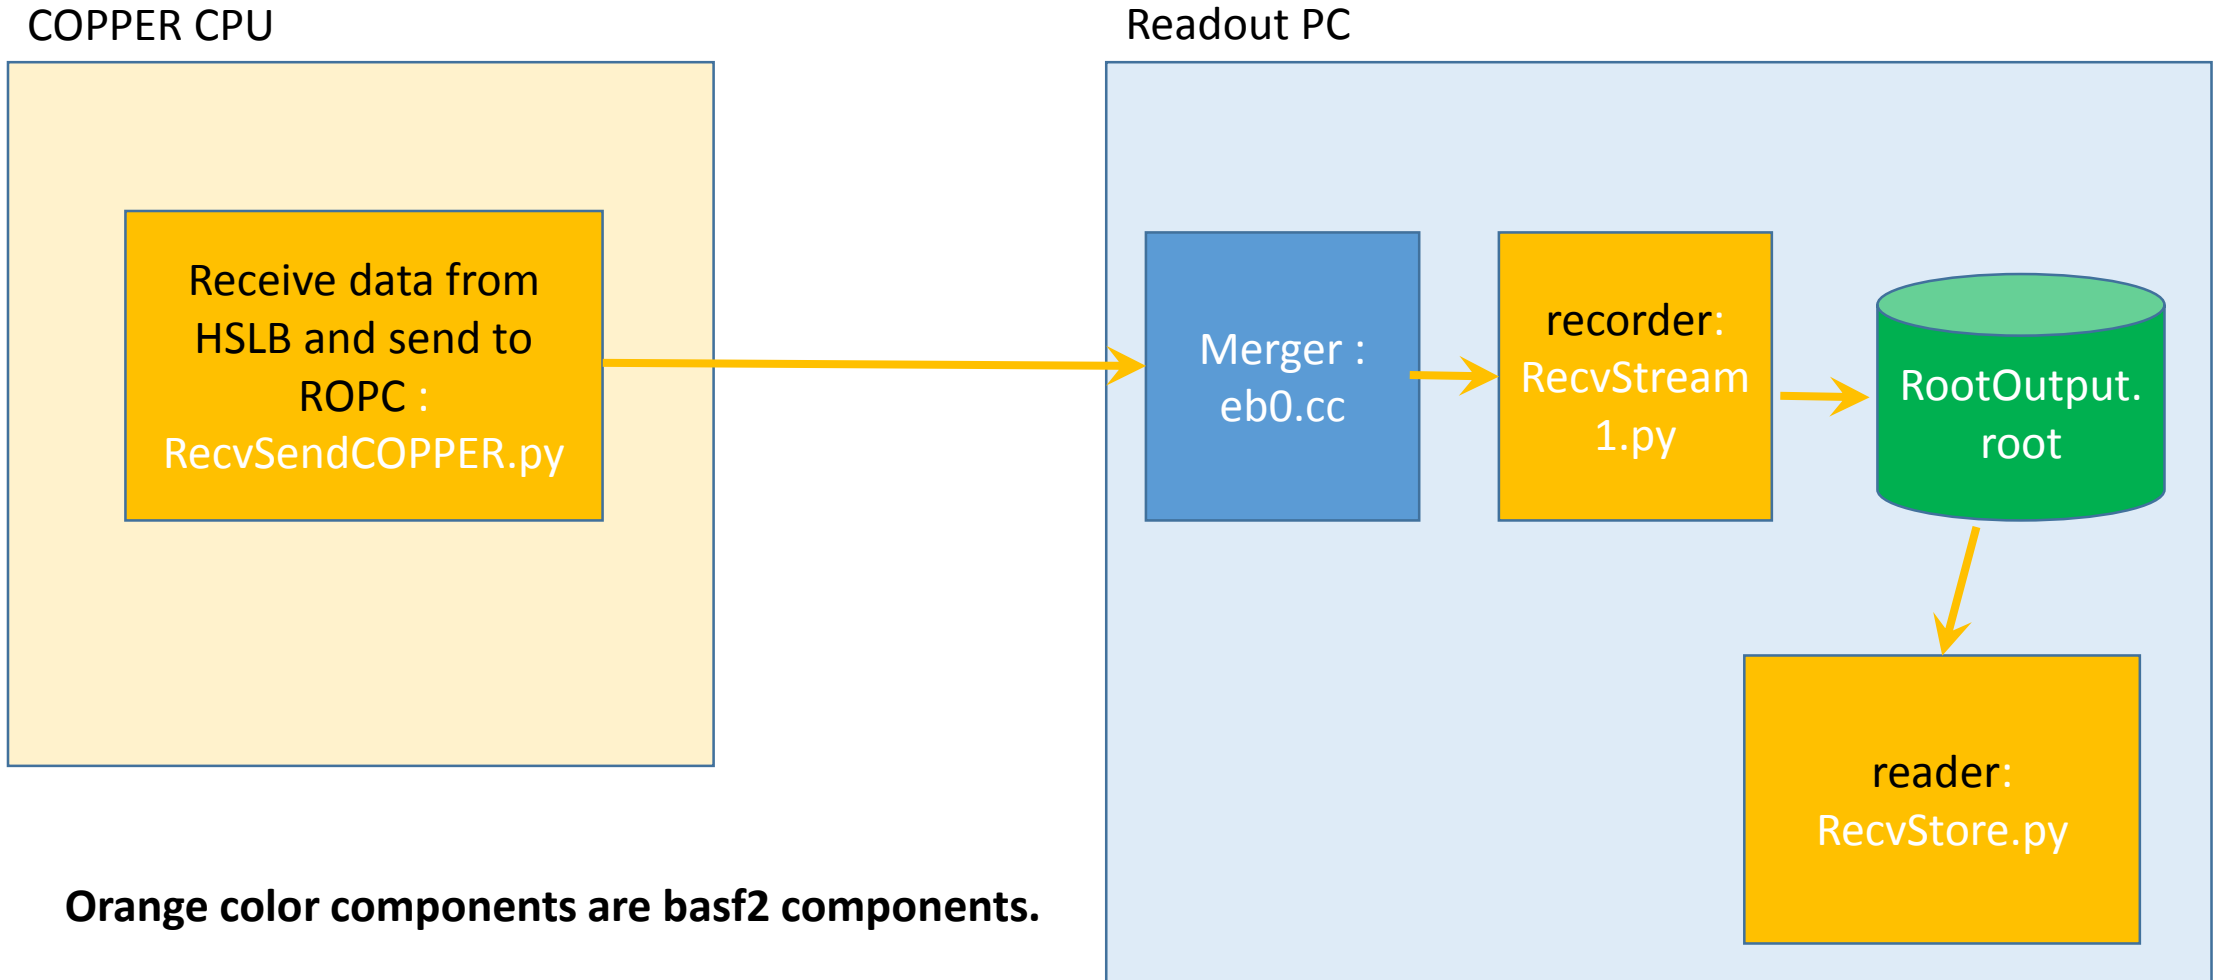 COPPER CPU
Readout PC
Receive data from
HSLB and send to
ROPC :
RecvSendCOPPER.py
Merger :
eb0.cc
recorder:
RecvStream
1.py
RootOutput.
root
reader:
RecvStore.py
Orange color components are basf2 components.